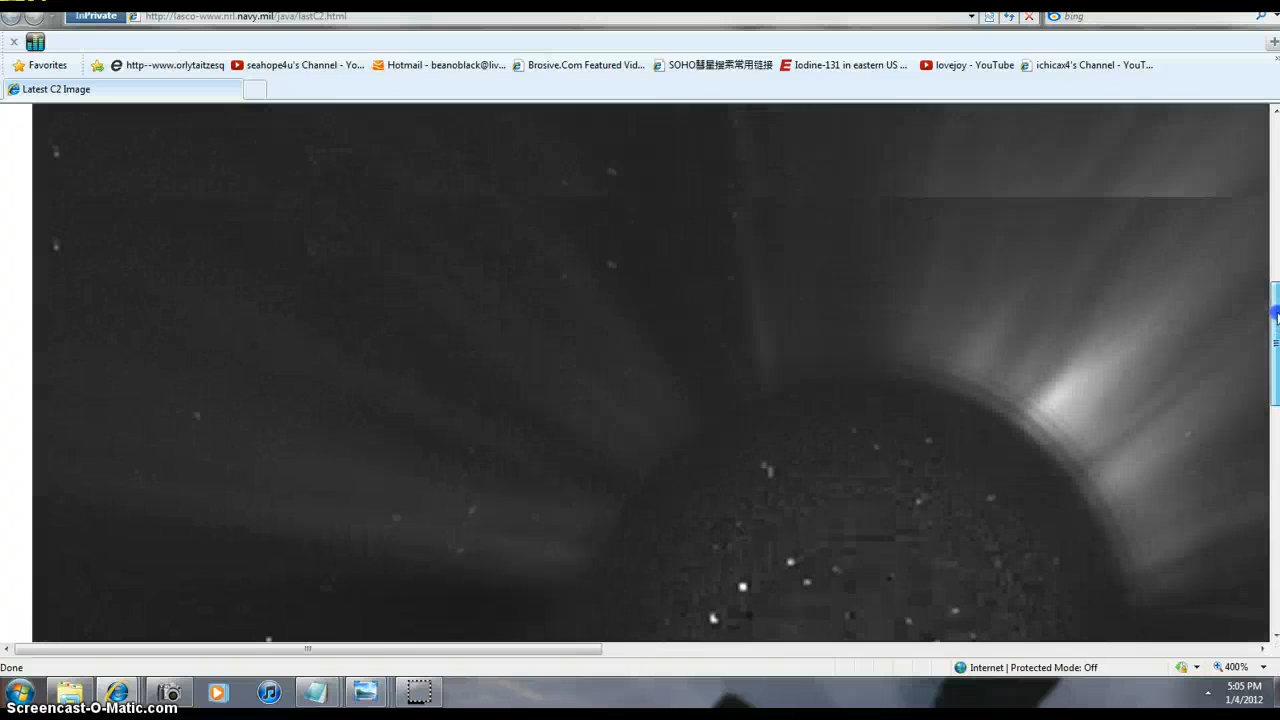 InPrivate http://lasco-www.nrl.navy.mil/java/lastC2.html bing
Favorites http--www.orlytaitzesq seahope4u's Channel - Yo... Hotmail - beanoblack@liv... Brosive.Com Featured Vid... SOHO彗星搜索常用链接 Iodine-131 in eastern US ... lovejoy - YouTube ichicax4's Channel - YouT...
Latest C2 Image
Done Internet | Protected Mode: Off 400%
5:05 PM
1/4/2012
Screencast-O-Matic.com